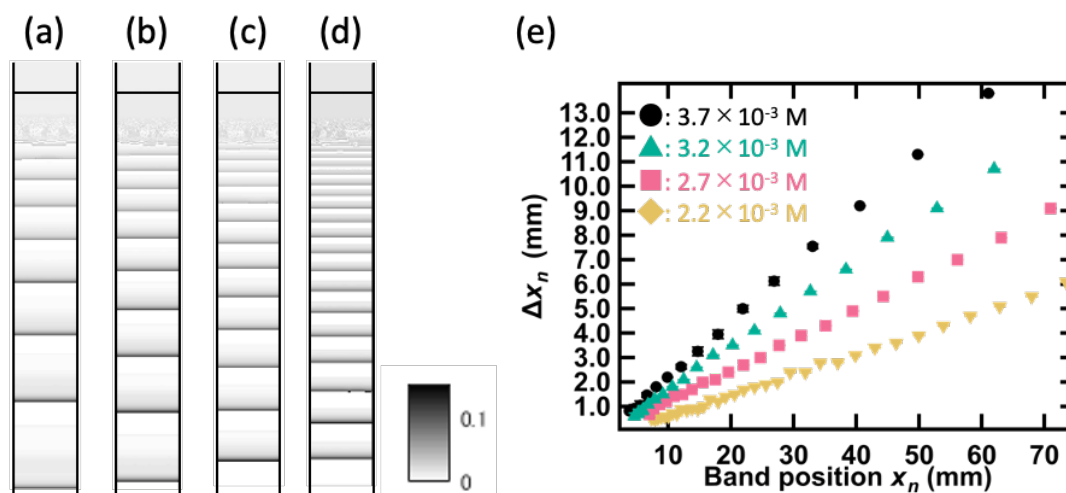 (a) (b) (c) (d) (e)
0.1
0
Δxₙ (mm)
13.0
12.0
11.0
10.0
9.0
8.0
7.0
6.0
5.0
4.0
3.0
2.0
1.0
: 3.7 × 10⁻³ M
: 3.2 × 10⁻³ M
: 2.7 × 10⁻³ M
: 2.2 × 10⁻³ M
10 20 30 40 50 60 70
Band position xₙ (mm)